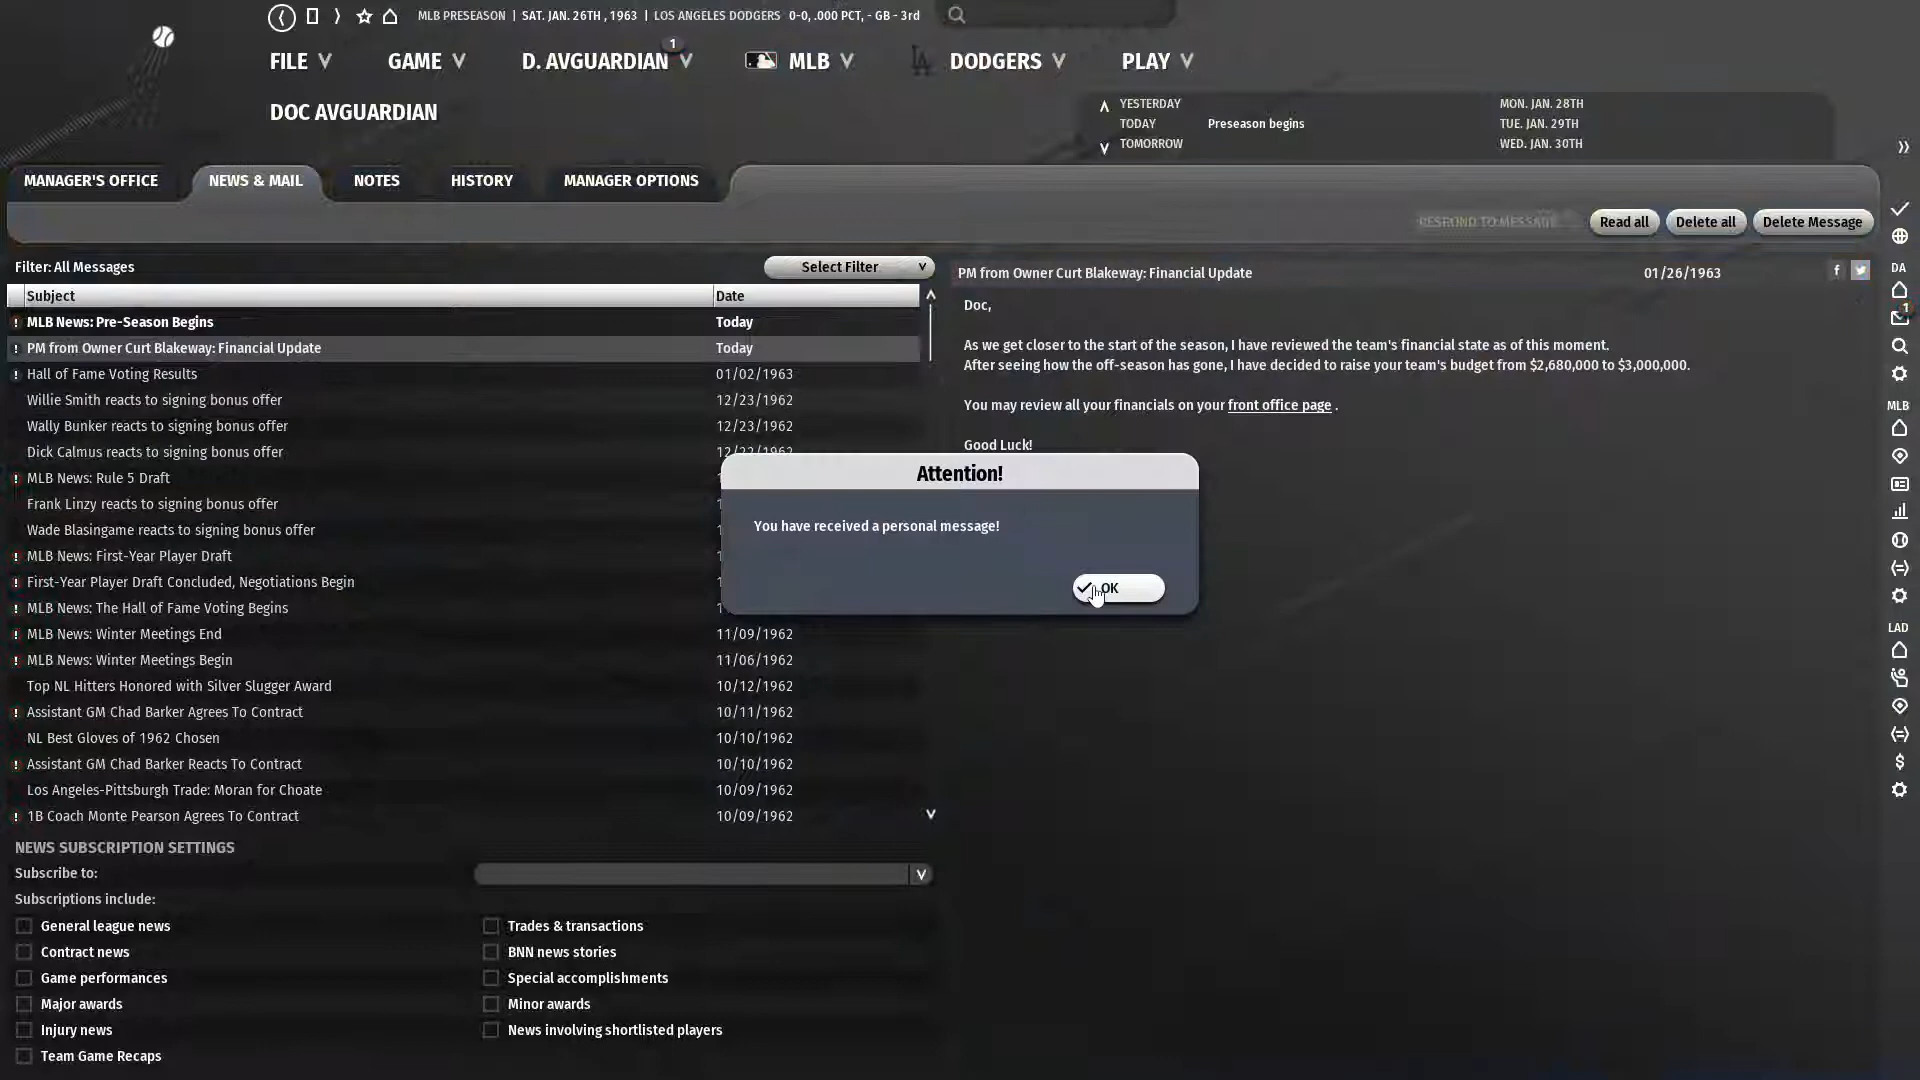 MLB PRESEASON | SAT. JAN. 26TH , 1963 | LOS ANGELES DODGERS 0-0, .000 PCT, - GB - 3rd
1
FILE GAME D. AVGUARDIAN MLB DODGERS PLAY
DOC AVGUARDIAN
YESTERDAY MON. JAN. 28TH
TODAY Preseason begins TUE. JAN. 29TH
TOMORROW WED. JAN. 30TH
MANAGER'S OFFICE NEWS & MAIL NOTES HISTORY MANAGER OPTIONS
RESPOND TO MESSAGE Read all Delete all Delete Message
Filter: All Messages Select Filter
PM from Owner Curt Blakeway: Financial Update 01/26/1963
Subject Date
MLB News: Pre-Season Begins Today
PM from Owner Curt Blakeway: Financial Update Today
Hall of Fame Voting Results 01/02/1963
Willie Smith reacts to signing bonus offer 12/23/1962
Wally Bunker reacts to signing bonus offer 12/23/1962
Dick Calmus reacts to signing bonus offer 12/22/1962
MLB News: Rule 5 Draft 1
Frank Linzy reacts to signing bonus offer 1
Wade Blasingame reacts to signing bonus offer 1
MLB News: First-Year Player Draft 1
First-Year Player Draft Concluded, Negotiations Begin 1
MLB News: The Hall of Fame Voting Begins 1
MLB News: Winter Meetings End 11/09/1962
MLB News: Winter Meetings Begin 11/06/1962
Top NL Hitters Honored with Silver Slugger Award 10/12/1962
Assistant GM Chad Barker Agrees To Contract 10/11/1962
NL Best Gloves of 1962 Chosen 10/10/1962
Assistant GM Chad Barker Reacts To Contract 10/10/1962
Los Angeles-Pittsburgh Trade: Moran for Choate 10/09/1962
1B Coach Monte Pearson Agrees To Contract 10/09/1962
Doc,
As we get closer to the start of the season, I have reviewed the team's financial state as of this moment.
After seeing how the off-season has gone, I have decided to raise your team's budget from $2,680,000 to $3,000,000.
You may review all your financials on your front office page .
Good Luck!
Attention!
You have received a personal message!
OK
NEWS SUBSCRIPTION SETTINGS
Subscribe to:
Subscriptions include:
General league news Trades & transactions
Contract news BNN news stories
Game performances Special accomplishments
Major awards Minor awards
Injury news News involving shortlisted players
Team Game Recaps
DA
1
MLB
LAD